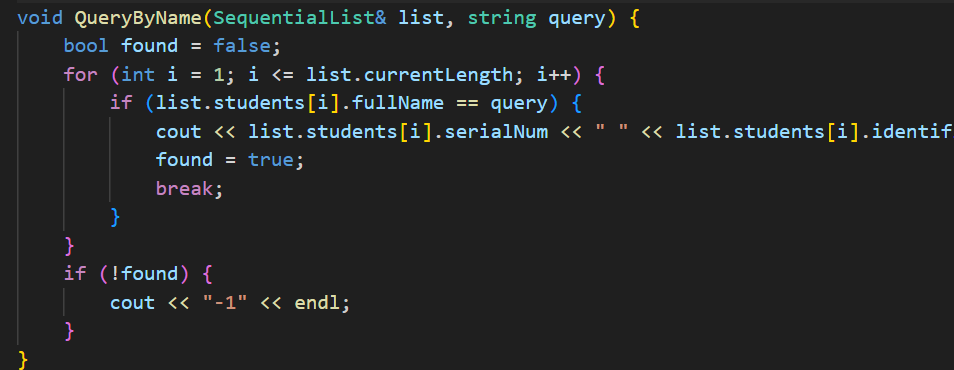 void QueryByName(SequentialList& list, string query) {
    bool found = false;
    for (int i = 1; i <= list.currentLength; i++) {
        if (list.students[i].fullName == query) {
            cout << list.students[i].serialNum << " " << list.students[i].identif
            found = true;
            break;
        }
    }
    if (!found) {
        cout << "-1" << endl;
    }
}